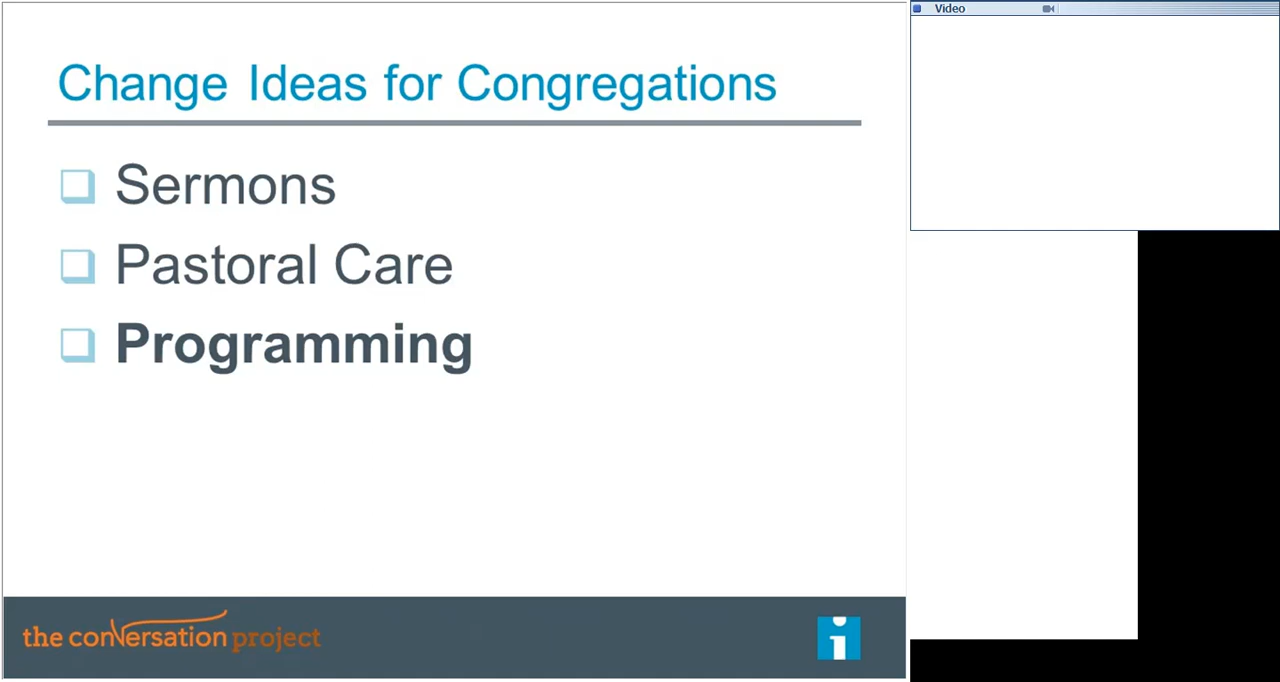 Change Ideas for Congregations
Sermons
Pastoral Care
Programming
the conversation project
i
Video